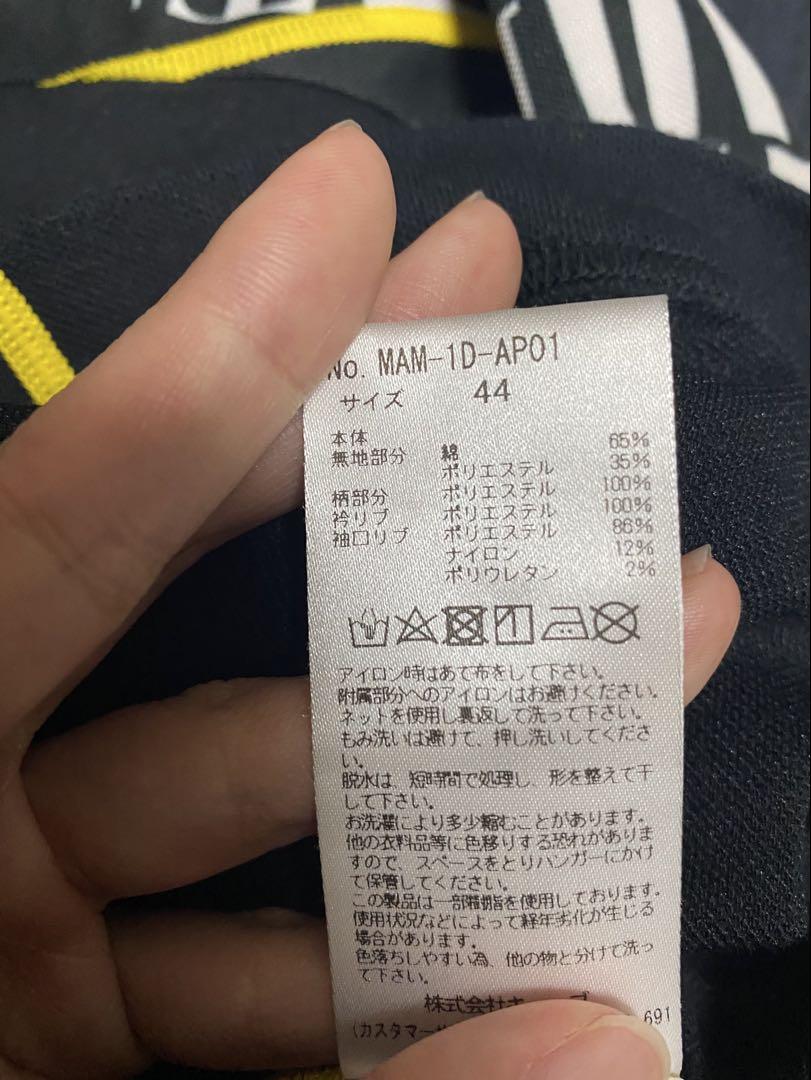 No. MAM-1D-AP01
サイズ 44
本体
無地部分 綿 65%
ポリエステル 35%
柄部分 ポリエステル 100%
衿リブ ポリエステル 100%
袖口リブ ポリエステル 86%
ナイロン 12%
ポリウレタン 2%
アイロン時はあて布をして下さい。
附属部分へのアイロンはお避けください。
ネットを使用し裏返して洗って下さい。
もみ洗いは避けて、押し洗いしてくださ
い。
脱水は、短時間で処理し、形を整えて干
して下さい。
お洗濯により多少縮むことがあります。
他の衣料品等に色移りする恐れがありま
すので、スペースをとりハンガーにかけ
て保管してください。
この製品は一部樹脂を使用しております。
使用状況などによって経年劣化が生じる
場合があります。
色落ちしやすい為、他の物と分けて洗っ
て下さい。
株式会社
(カスタマー 691